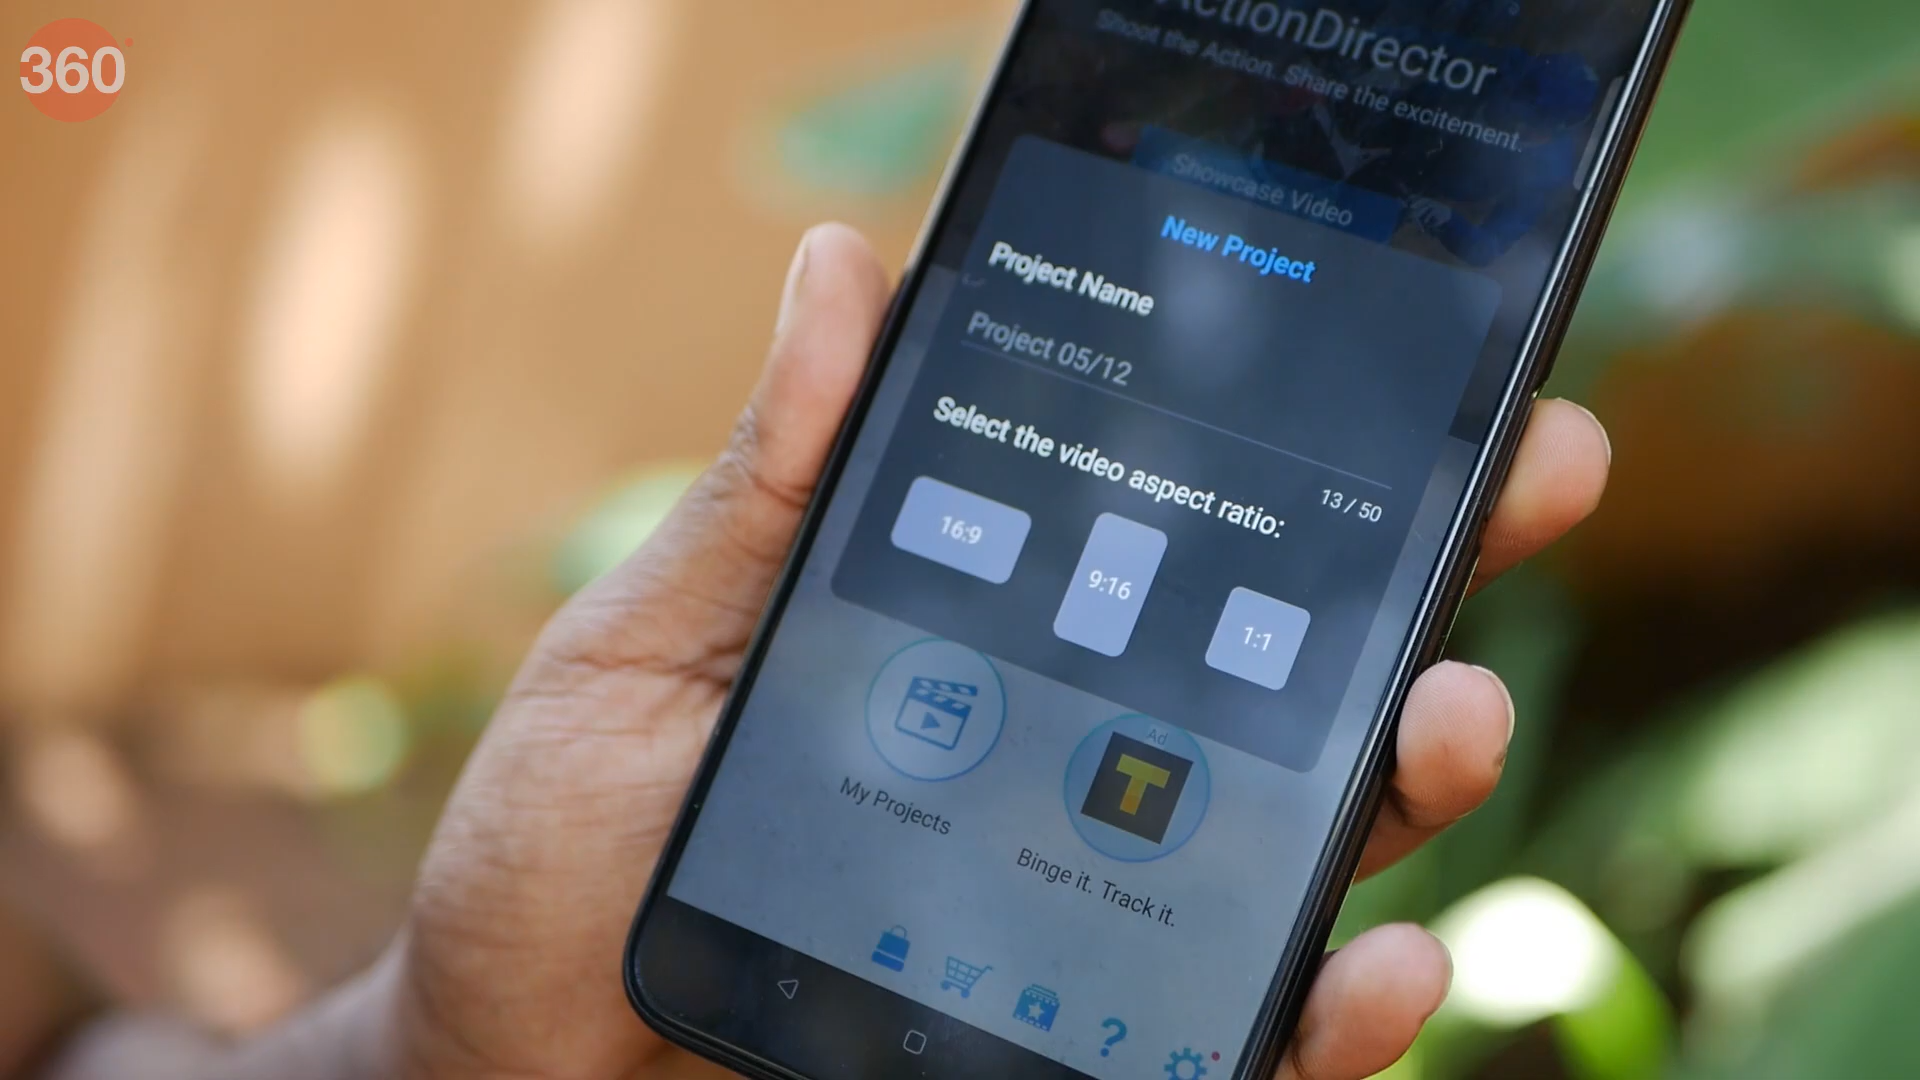 360
ActionDirector
Shoot the Action. Share the excitement.
Showcase Video
New Project
Project Name
Project 05/12
13 / 50
Select the video aspect ratio:
16:9
9:16
1:1
My Projects
Ad
T
Binge it. Track it.
?